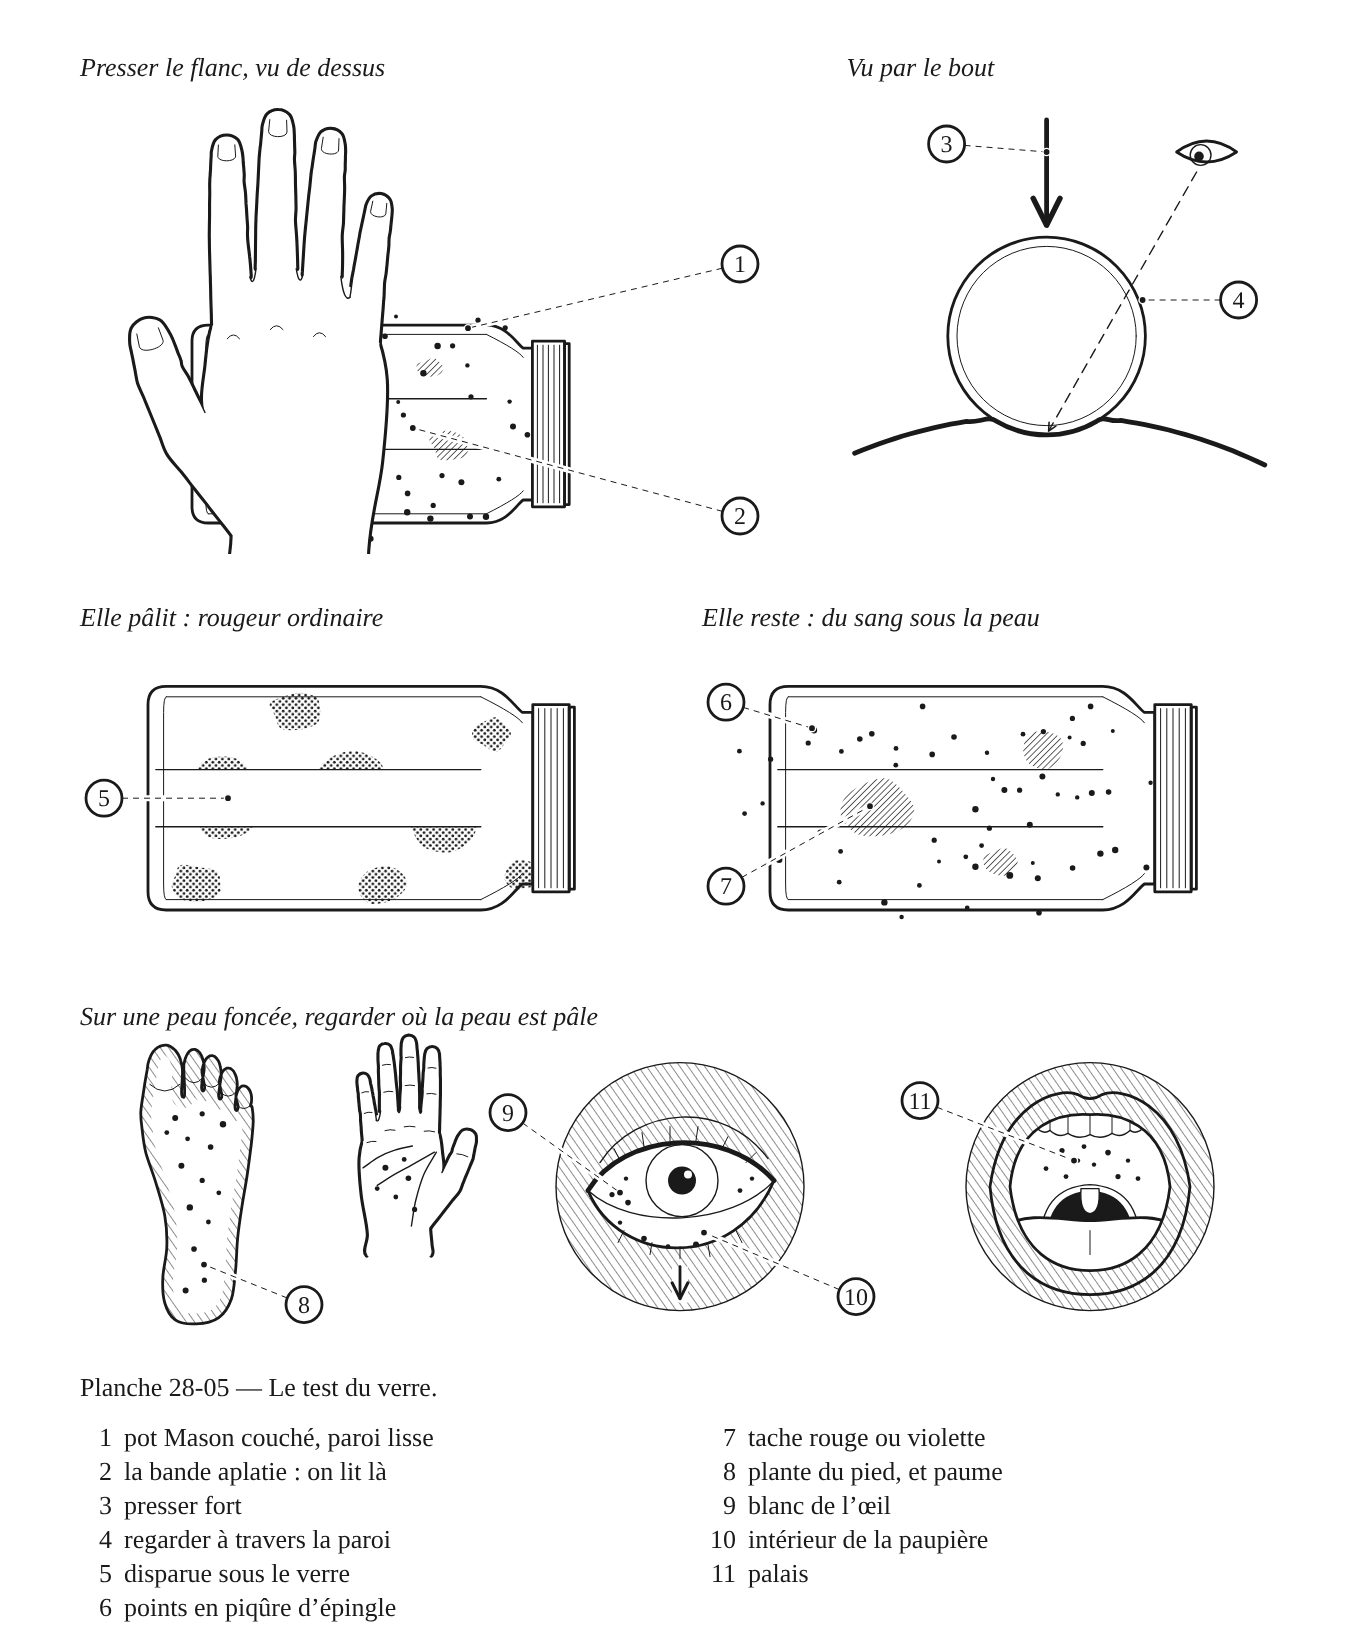 Presser le flanc, vu de dessus
Vu par le bout
3
1
4
2
Elle pâlit : rougeur ordinaire
Elle reste : du sang sous la peau
6
5
7
Sur une peau foncée, regarder où la peau est pâle
9
11
8
10
Planche 28-05 — Le test du verre.
1 pot Mason couché, paroi lisse
2 la bande aplatie : on lit là
3 presser fort
4 regarder à travers la paroi
5 disparue sous le verre
6 points en piqûre d’épingle
7 tache rouge ou violette
8 plante du pied, et paume
9 blanc de l’œil
10 intérieur de la paupière
11 palais